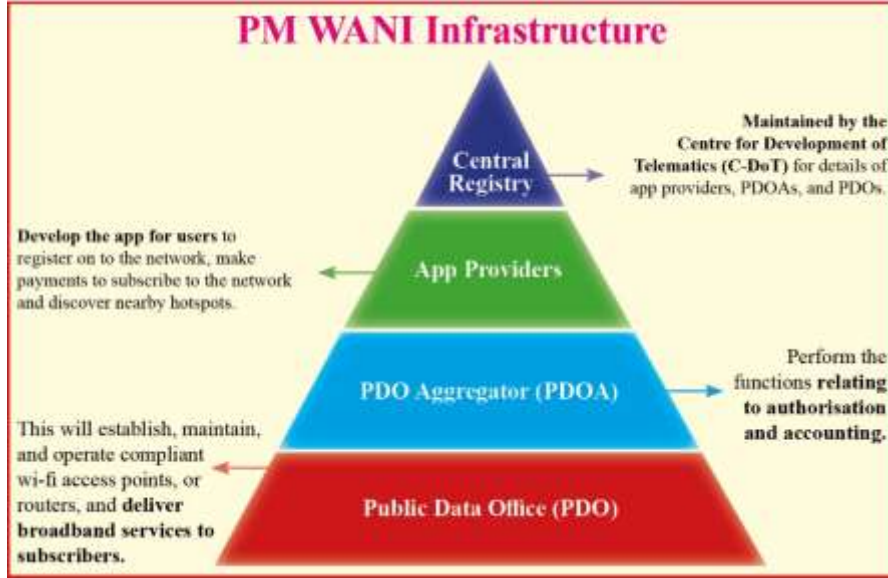 PM WANI Infrastructure
Central
Registry
Maintained by the
Centre for Development of
Telematics (C-DoT) for details of
app providers, PDOAs, and PDOs.
Develop the app for users to
register on to the network, make
payments to subscribe to the network
and discover nearby hotspots.
App Providers
PDO Aggregator (PDOA)
Perform the
functions relating
to authorisation
and accounting.
This will establish, maintain,
and operate compliant
wi-fi access points, or
routers, and deliver
broadband services to
subscribers.
Public Data Office (PDO)